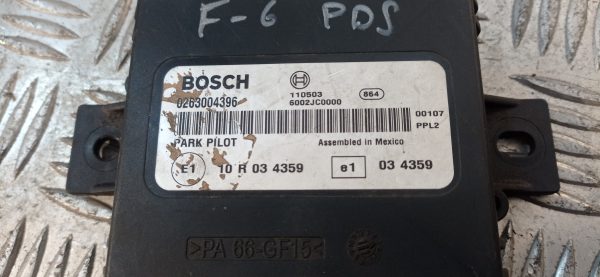 F-6 PDS
BOSCH
110503 864
0263004396 6002JC0000
00107
PPL2
PARK PILOT Assembled in Mexico
E1 10 R 03 4359 e1 03 4359
>PA 66-GF15<